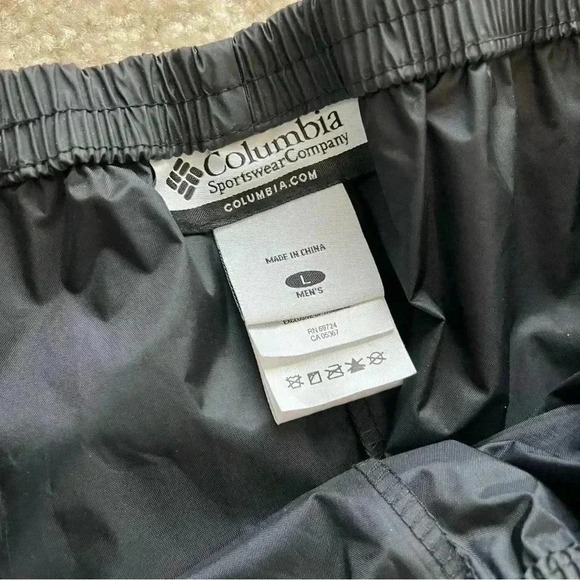 Columbia
SportswearCompany
COLUMBIA.COM
MADE IN CHINA
L
MEN'S
RN 69724
CA 05367